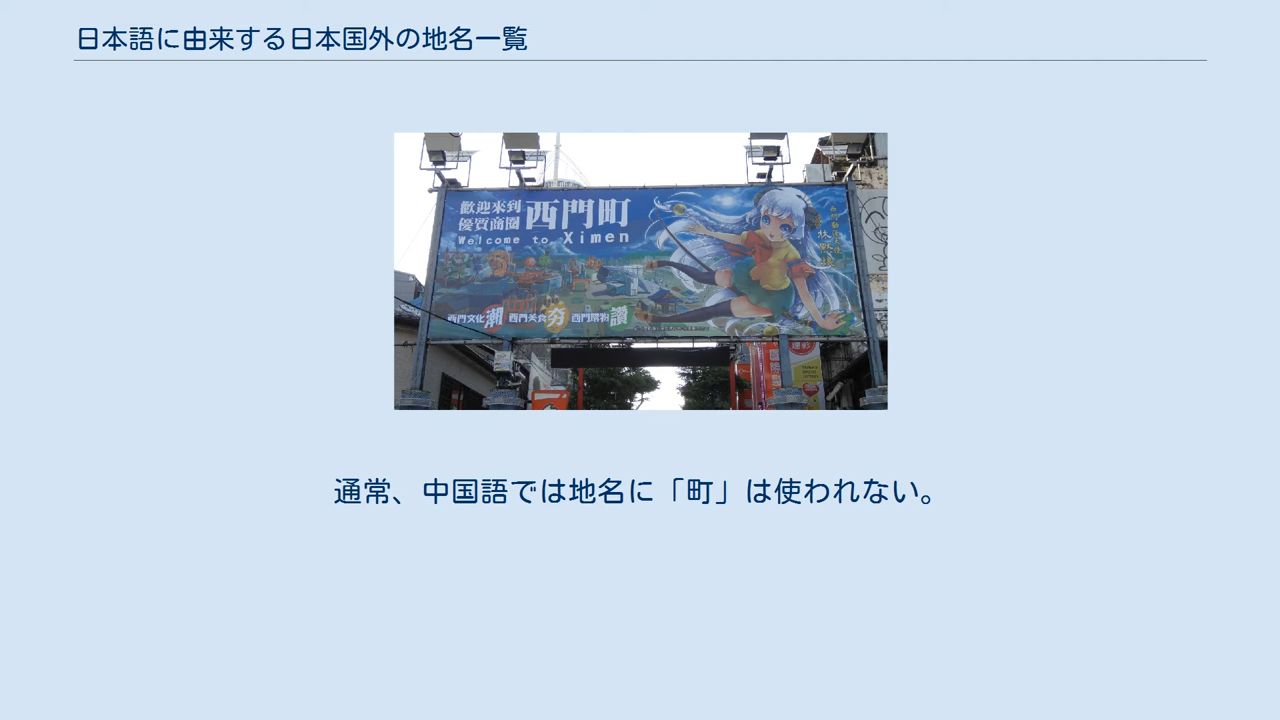 日本語に由来する日本国外の地名一覧
歡迎來到
優質商圈
西門町
Welcome to Ximen
西門文化潮
西門美食夯
西門購物讚
通常、中国語では地名に「町」は使われない。